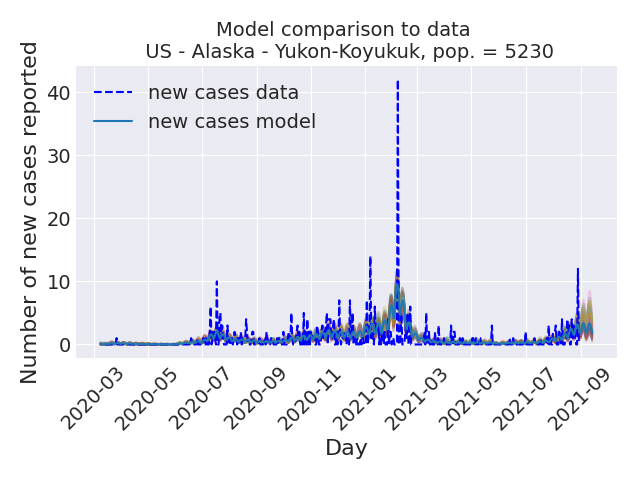 Model comparison to data
US - Alaska - Yukon-Koyukuk, pop. = 5230
Number of new cases reported
40
30
20
10
0
new cases data
new cases model
2020-03
2020-05
2020-07
2020-09
2020-11
2021-01
2021-03
2021-05
2021-07
2021-09
Day